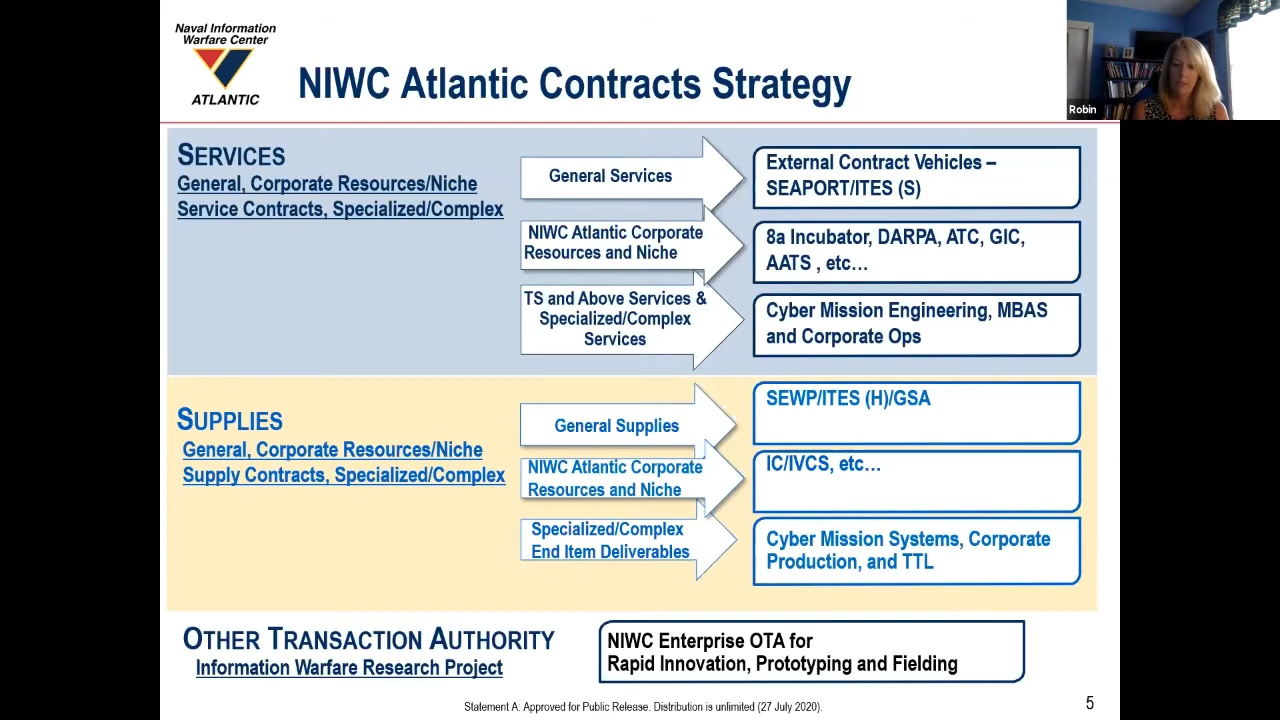 Naval Information
Warfare Center
ATLANTIC
NIWC Atlantic Contracts Strategy
Robin
SERVICES
General, Corporate Resources/Niche
Service Contracts, Specialized/Complex
General Services
External Contract Vehicles –
SEAPORT/ITES (S)
NIWC Atlantic Corporate
Resources and Niche
8a Incubator, DARPA, ATC, GIC,
AATS , etc…
TS and Above Services &
Specialized/Complex
Services
Cyber Mission Engineering, MBAS
and Corporate Ops
SUPPLIES
General, Corporate Resources/Niche
Supply Contracts, Specialized/Complex
General Supplies
SEWP/ITES (H)/GSA
NIWC Atlantic Corporate
Resources and Niche
IC/IVCS, etc…
Specialized/Complex
End Item Deliverables
Cyber Mission Systems, Corporate
Production, and TTL
OTHER TRANSACTION AUTHORITY
Information Warfare Research Project
NIWC Enterprise OTA for
Rapid Innovation, Prototyping and Fielding
Statement A: Approved for Public Release. Distribution is unlimited (27 July 2020).
5